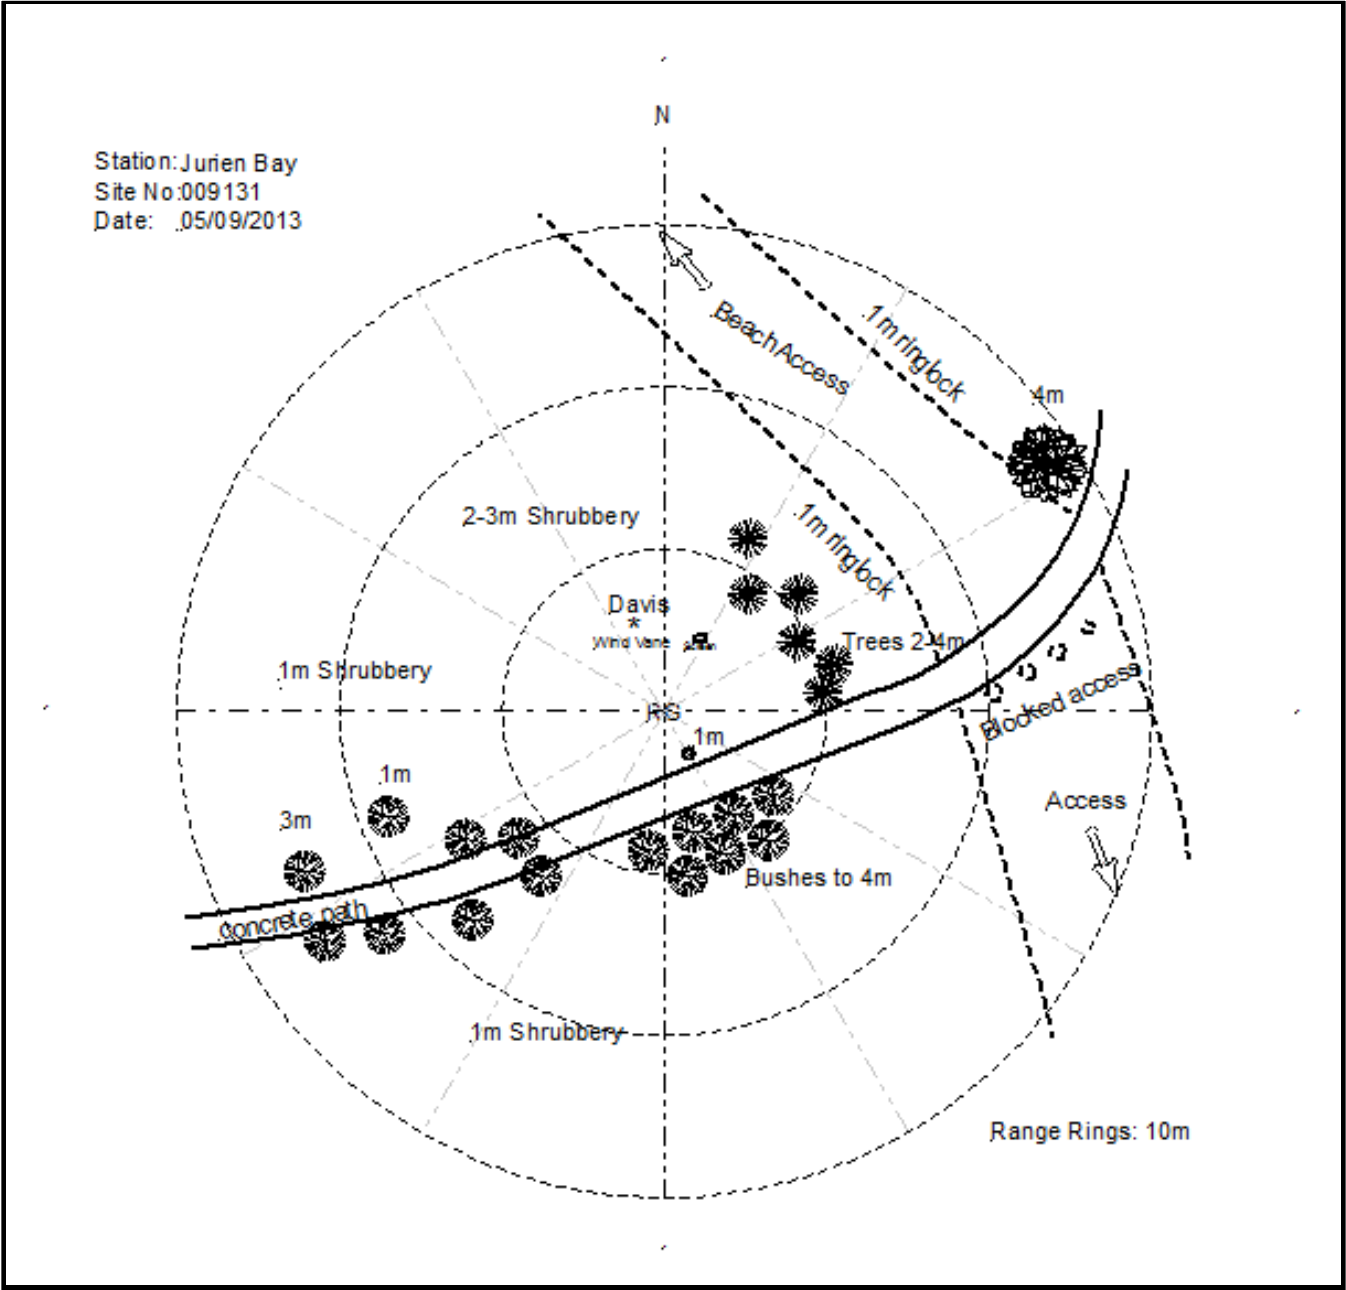 N
Station: Jurien Bay
Site No: 009131
Date: 05/09/2013
1m ringlock
Beach Access
4m
2-3m Shrubbery
1m ringlock
Davis
Wind Vane
Trees 2-4m
1m Shrubbery
Blocked access
RG
1m
1m
Access
3m
Bushes to 4m
concrete path
1m Shrubbery
Range Rings: 10m